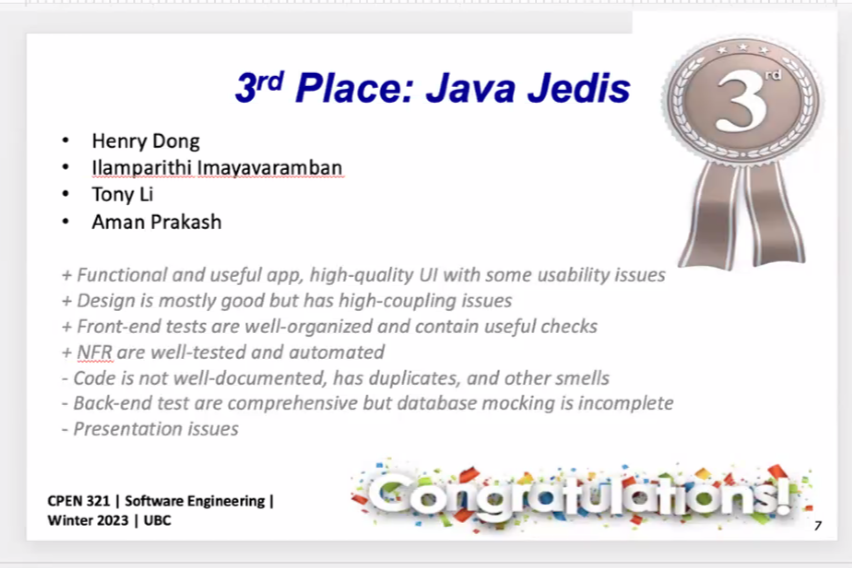 3rd Place: Java Jedis
3rd
• Henry Dong
• Ilamparithi Imayavaramban
• Tony Li
• Aman Prakash
+ Functional and useful app, high-quality UI with some usability issues
+ Design is mostly good but has high-coupling issues
+ Front-end tests are well-organized and contain useful checks
+ NFR are well-tested and automated
- Code is not well-documented, has duplicates, and other smells
- Back-end test are comprehensive but database mocking is incomplete
- Presentation issues
CPEN 321 | Software Engineering |
Winter 2023 | UBC
Congratulations!
7